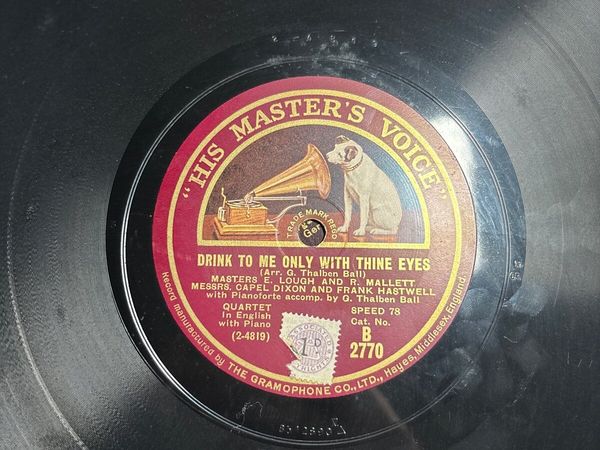 "HIS MASTER'S VOICE"
TRADE MARK REGD
DRINK TO ME ONLY WITH THINE EYES
(Arr. G. Thalben Ball)
MASTERS E. LOUGH AND R. MALLETT
MESSRS. CAPEL DIXON AND FRANK HASTWELL
with Pianoforte accomp. by G. Thalben Ball
QUARTET
In English
with Piano
(2-4819)
SPEED 78
Cat. No.
B
2770
Record manufactured by THE GRAMOPHONE CO., LTD., Hayes, Middlesex, England.